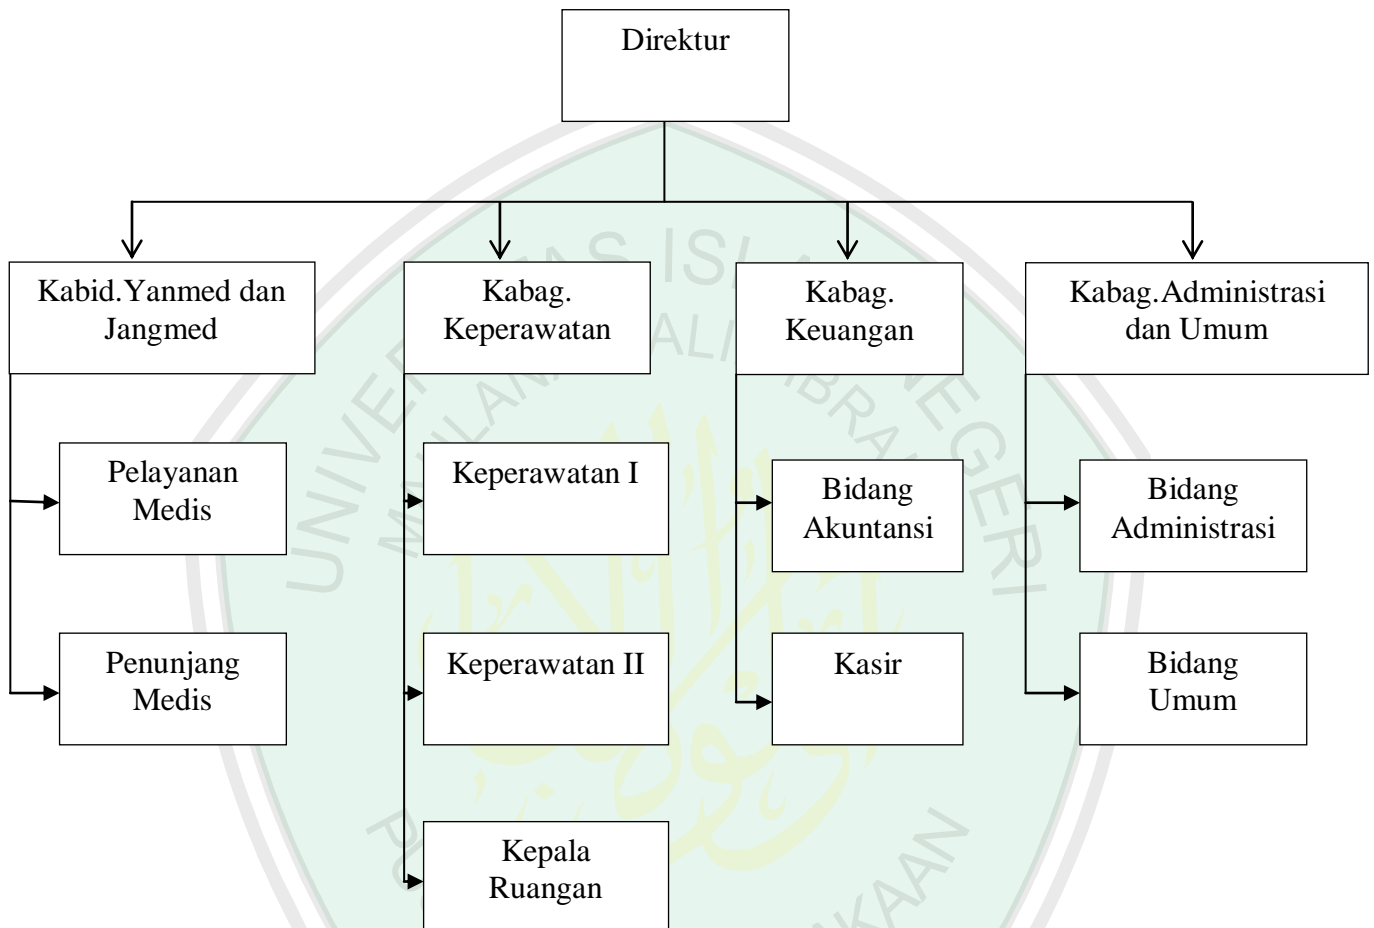 Direktur
Kabid.Yanmed dan
Jangmed
Kabag.
Keperawatan
Kabag.
Keuangan
Kabag.Administrasi
dan Umum
Pelayanan
Medis
Keperawatan I
Bidang
Akuntansi
Bidang
Administrasi
Penunjang
Medis
Keperawatan II
Kasir
Bidang
Umum
Kepala
Ruangan